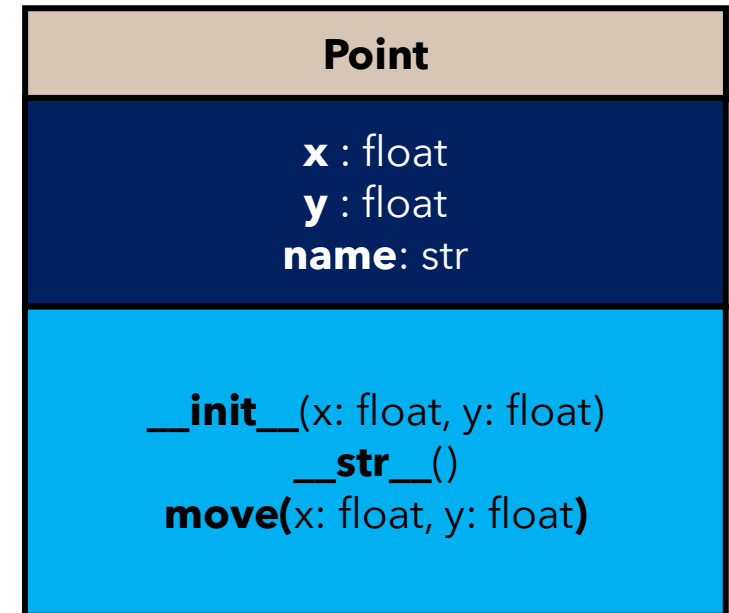 Point
x : float
y : float
name: str
__init__(x: float, y: float)
__str__()
move(x: float, y: float)